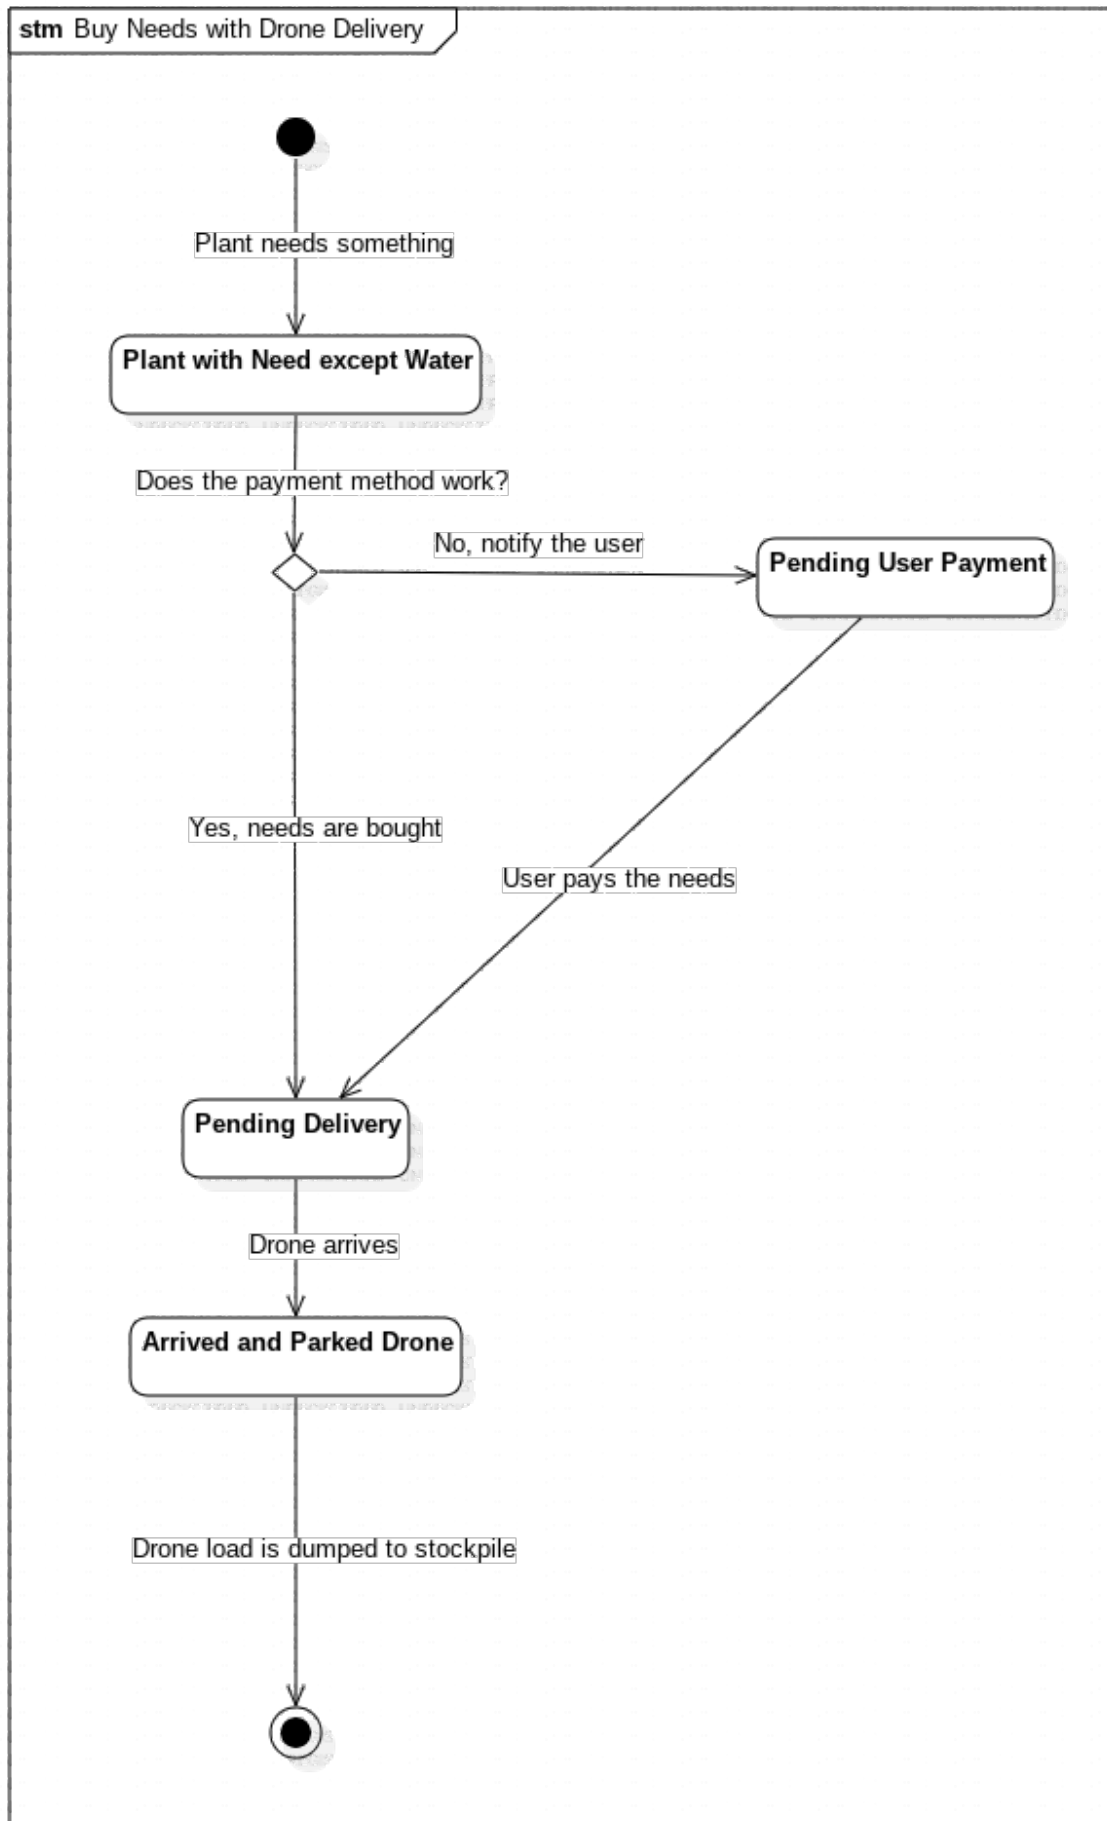 stm Buy Needs with Drone Delivery
Plant needs something
Plant with Need except Water
Does the payment method work?
No, notify the user
Pending User Payment
Yes, needs are bought
User pays the needs
Pending Delivery
Drone arrives
Arrived and Parked Drone
Drone load is dumped to stockpile